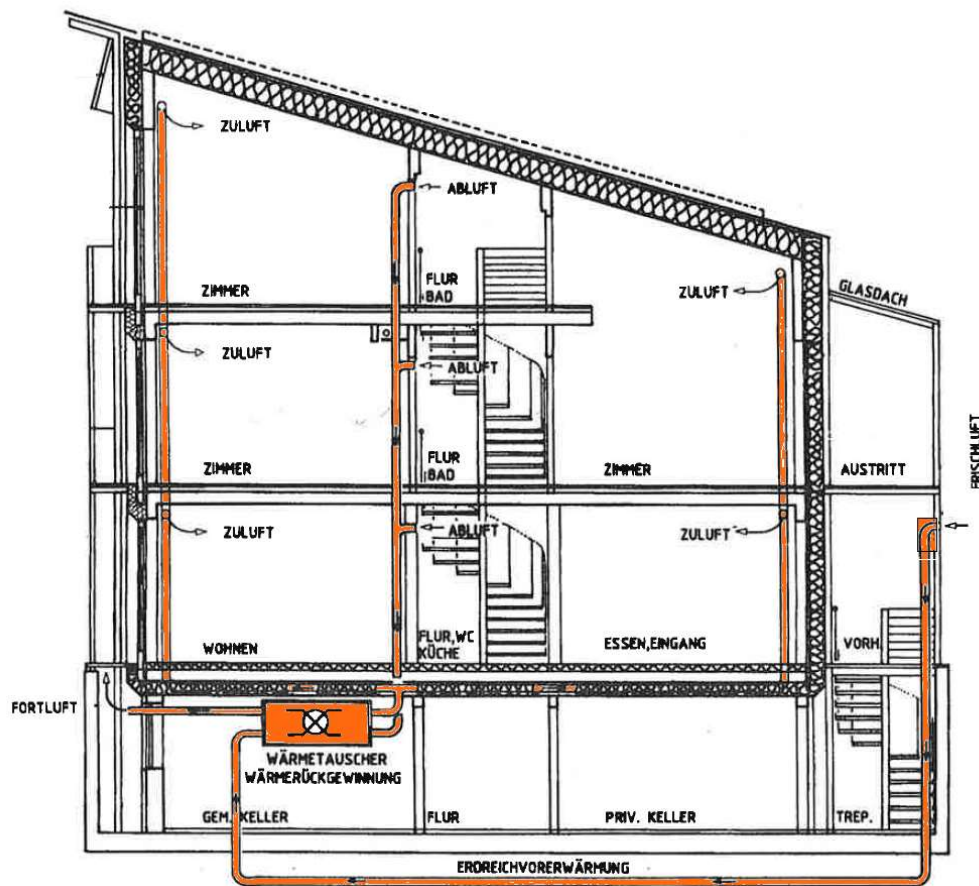 ZULUFT
ABLUFT
ZIMMER
FLUR
BAD
ZULUFT
GLASDACH
ZULUFT
ABLUFT
ZIMMER
FLUR
BAD
ZIMMER
AUSTRITT
FRISCHLUFT
ZULUFT
ABLUFT
ZULUFT
WOHNEN
FLUR,WC
KÜCHE
ESSEN,EINGANG
VORH.
FORTLUFT
WÄRMETAUSCHER
WÄRMERÜCKGEWINNUNG
GEM. KELLER
FLUR
PRIV. KELLER
TREP.
ERDREICHVORERWÄRMUNG